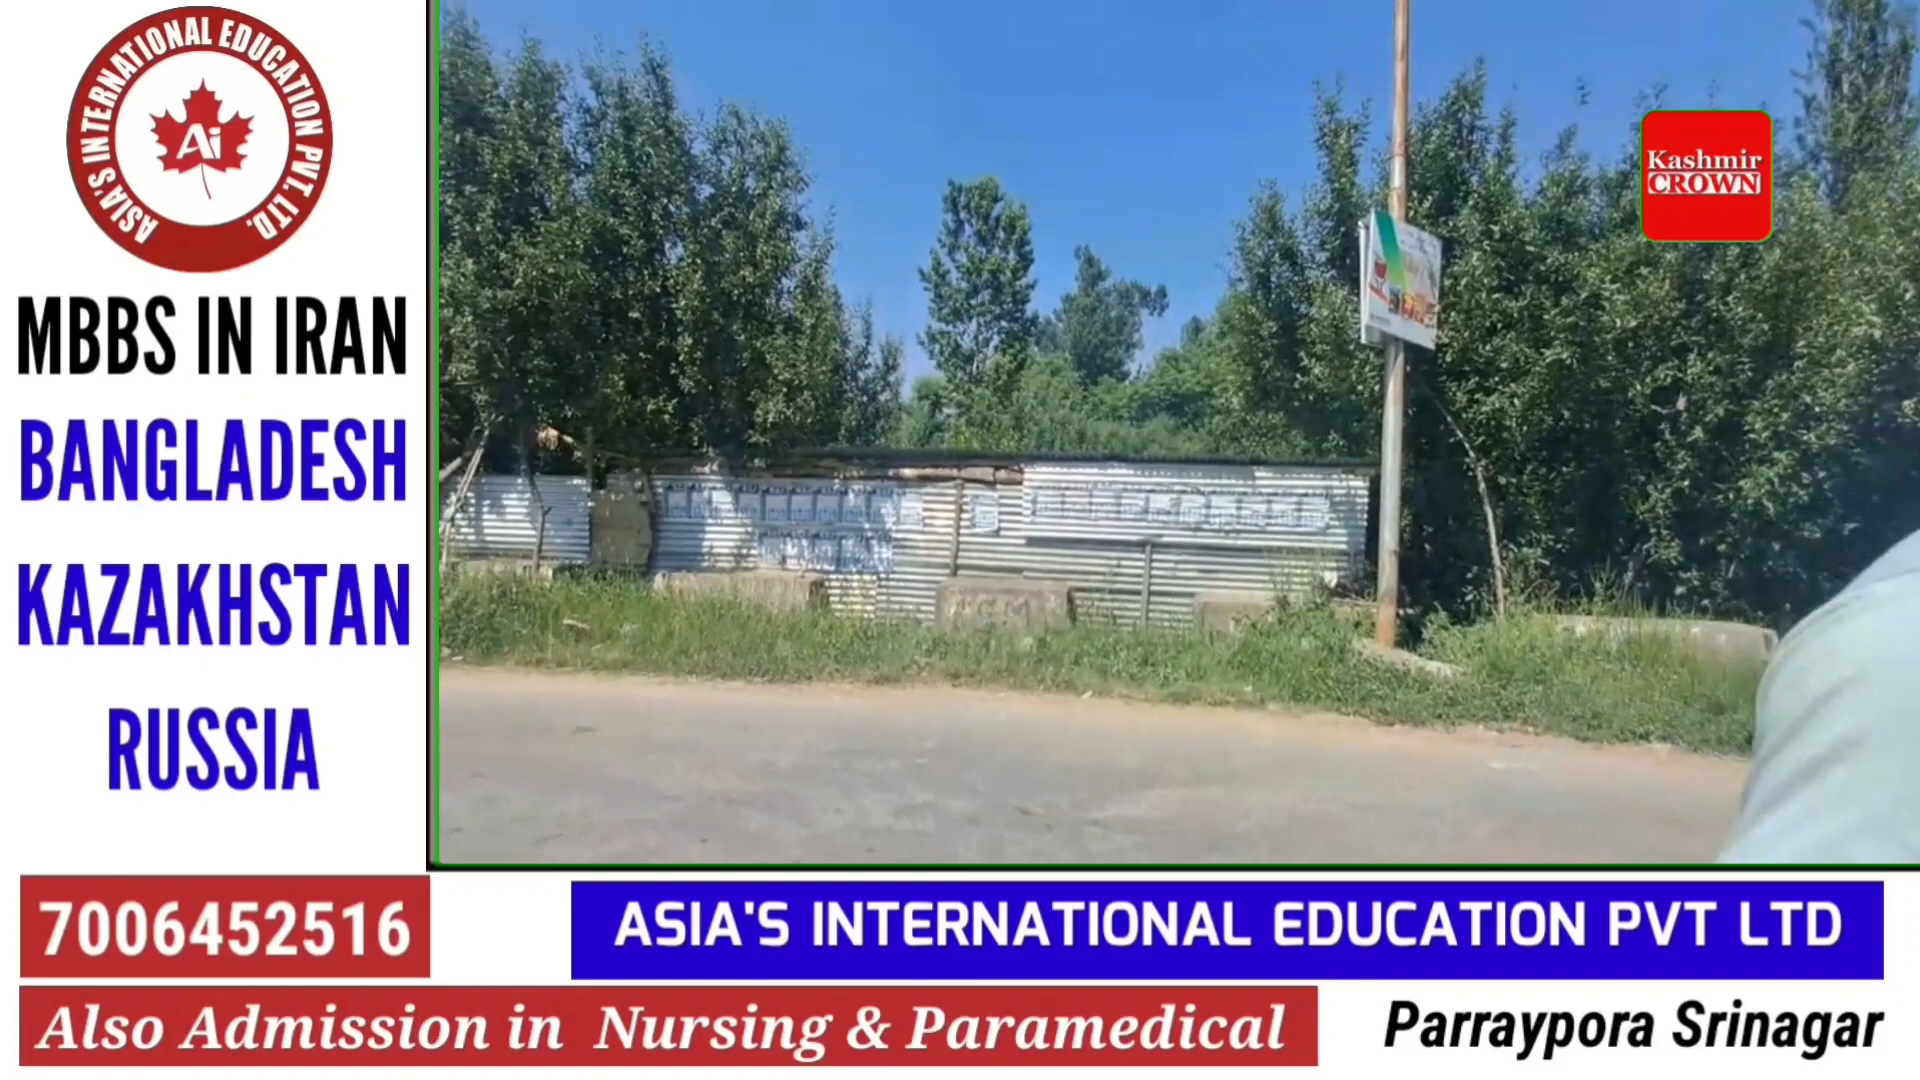 ASIA'S INTERNATIONAL EDUCATION PVT. LTD.
Ai
MBBS IN IRAN
BANGLADESH
KAZAKHSTAN
RUSSIA
Kashmir
CROWN
7006452516
ASIA'S INTERNATIONAL EDUCATION PVT LTD
Also Admission in Nursing & Paramedical
Parraypora Srinagar